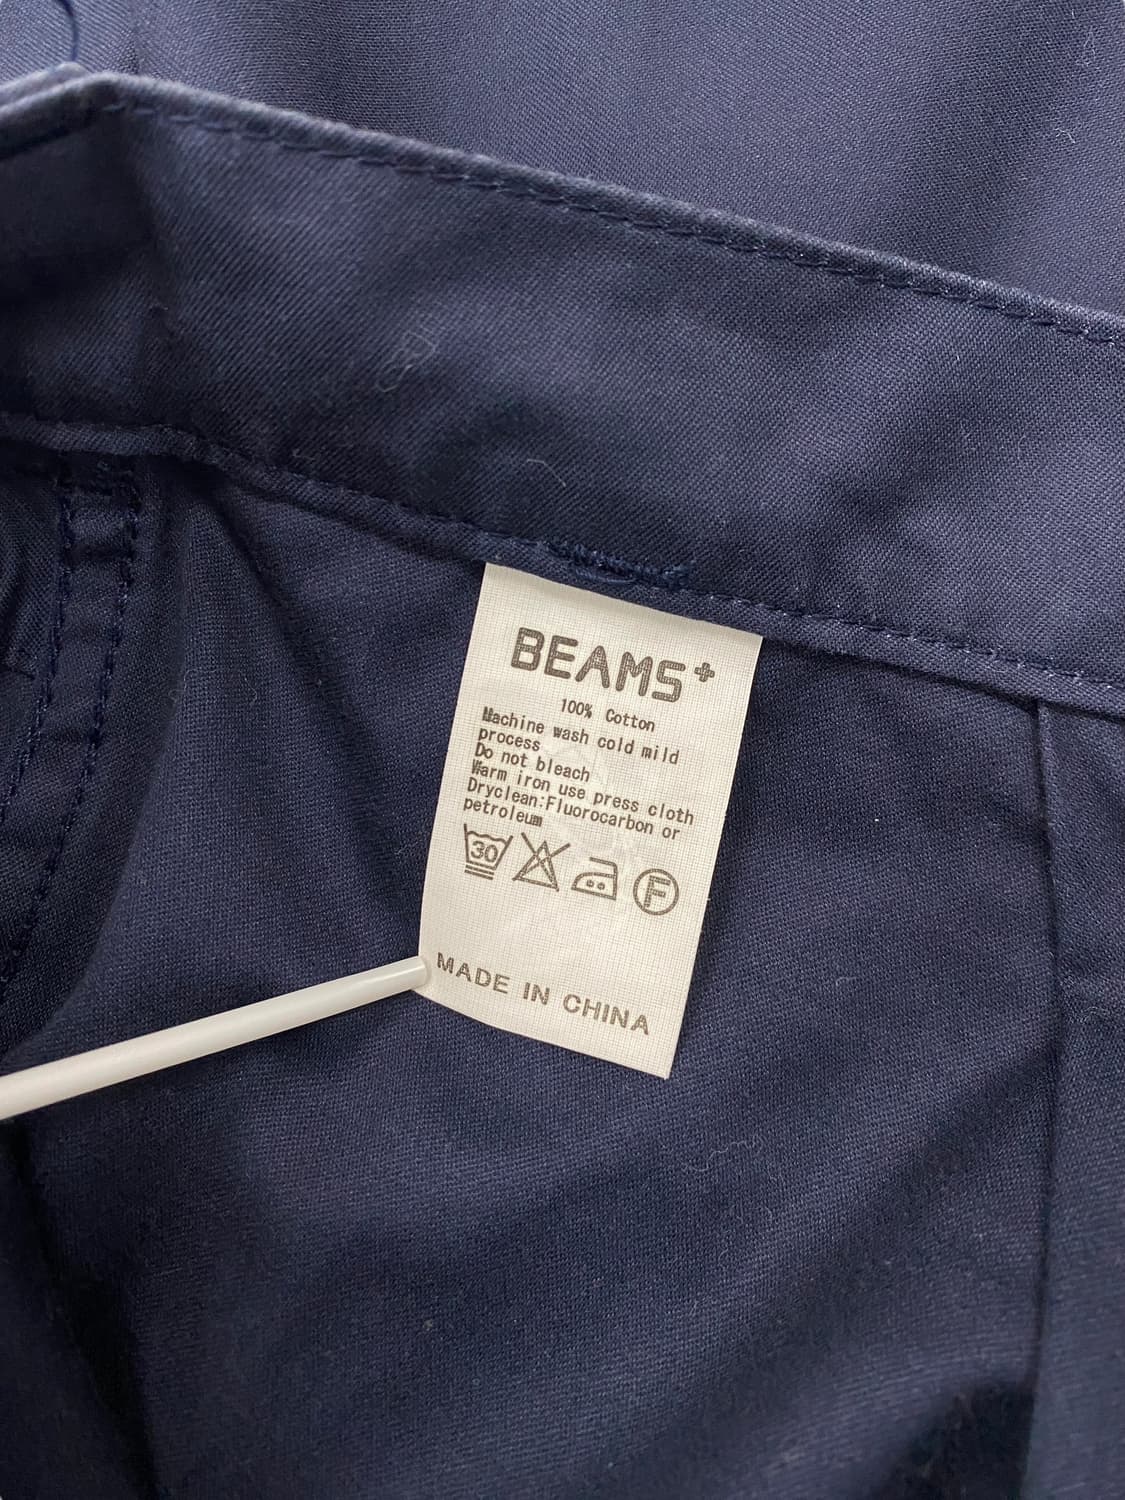 BEAMS+
100% Cotton
Machine wash cold mild
process
Do not bleach
Warm iron use press cloth
Dryclean:Fluorocarbon or
petroleum
30 F
MADE IN CHINA